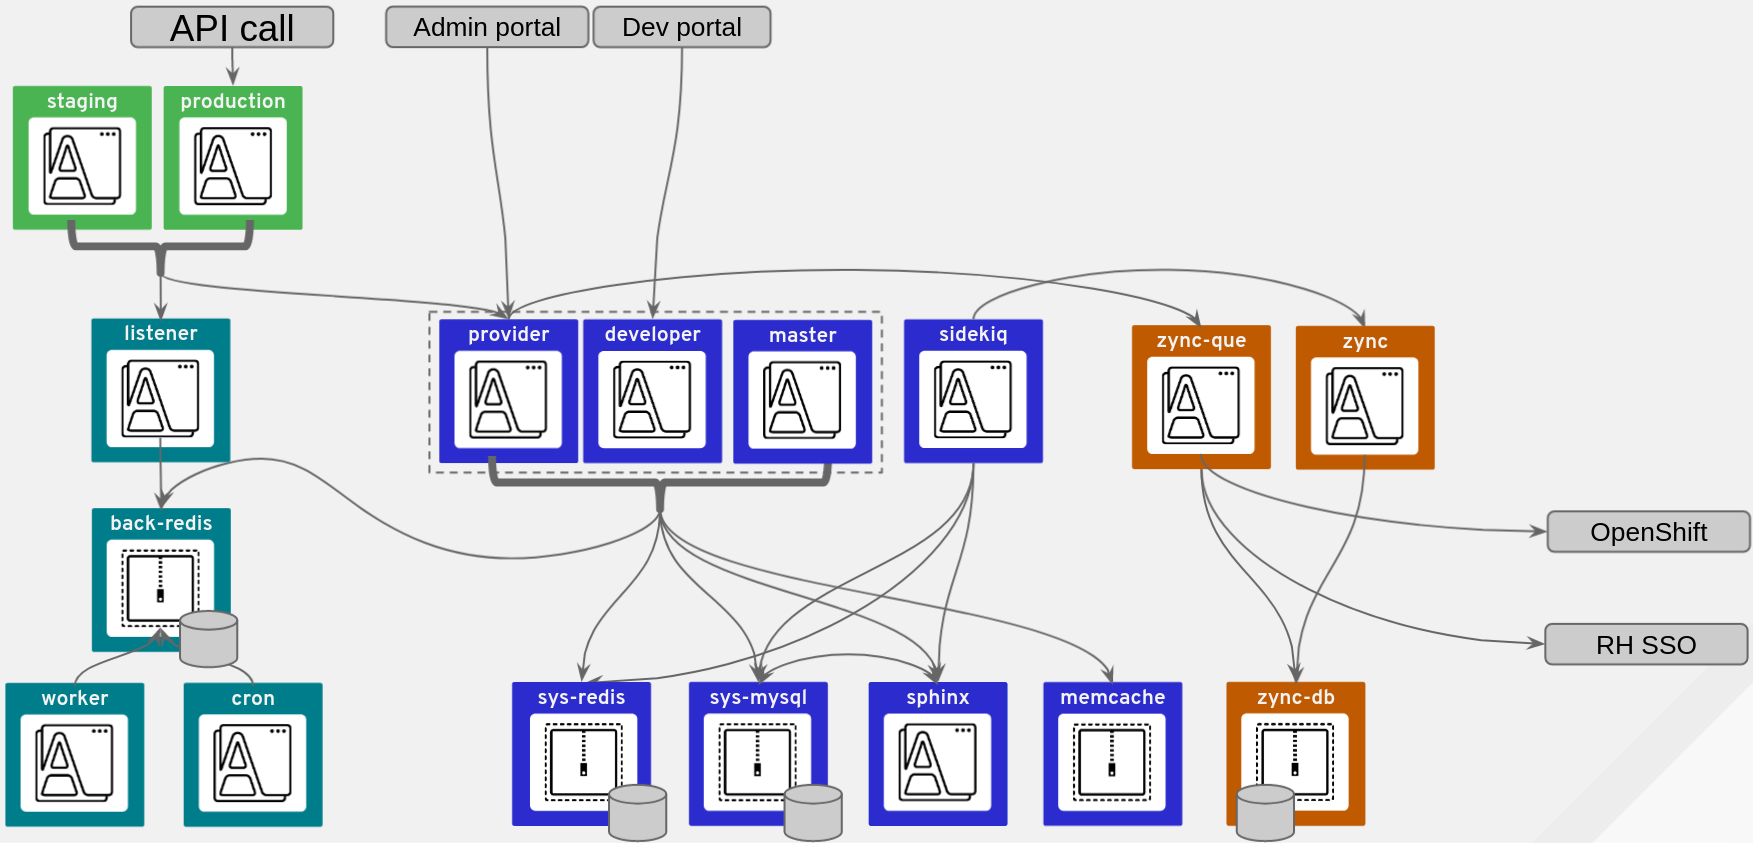 API call
Admin portal
Dev portal
staging
production
listener
provider
developer
master
sidekiq
zync-que
zync
back-redis
OpenShift
RH SSO
worker
cron
sys-redis
sys-mysql
sphinx
memcache
zync-db